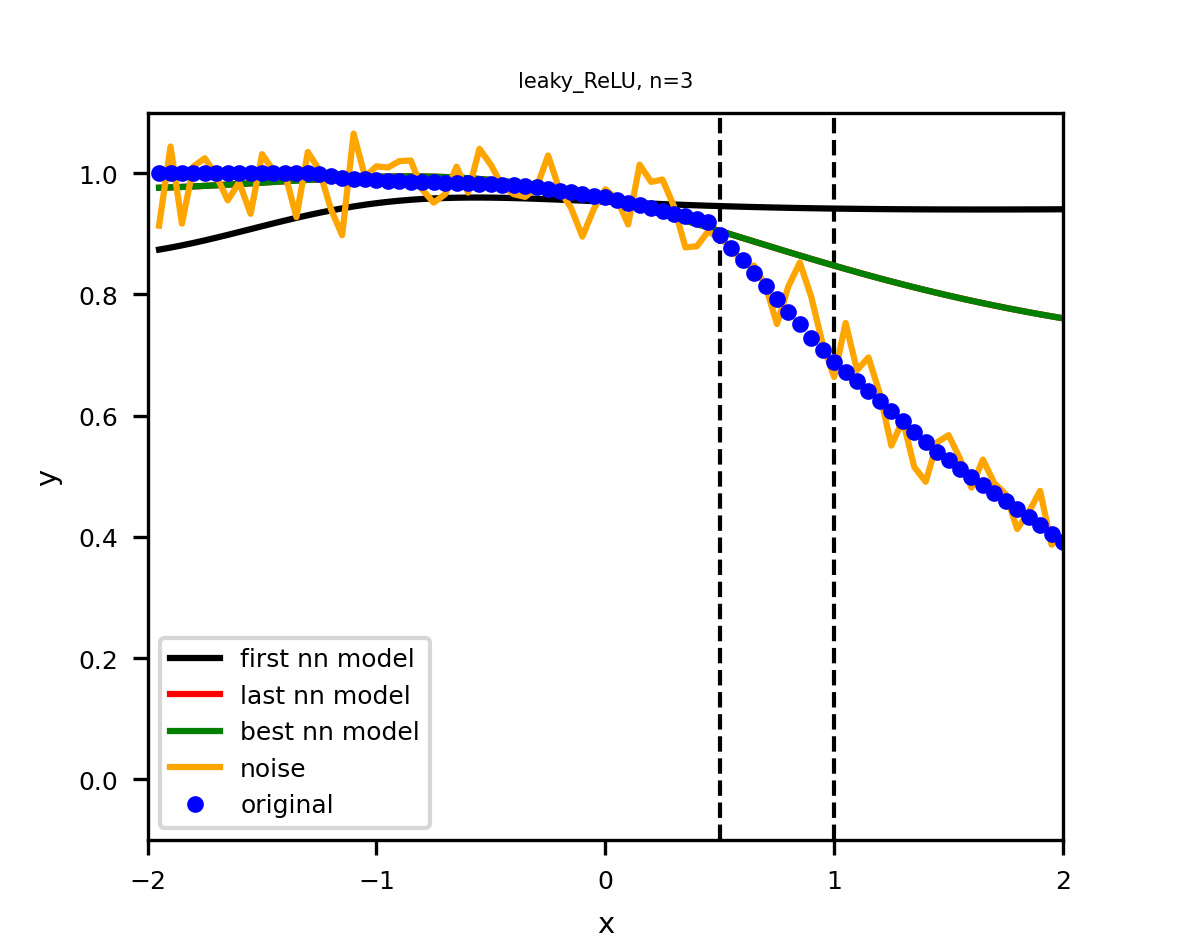 leaky_ReLU, n=3
1.0
0.8
0.6
0.4
0.2
0.0
y
first nn model
last nn model
best nn model
noise
original
−2
−1
0
1
2
x